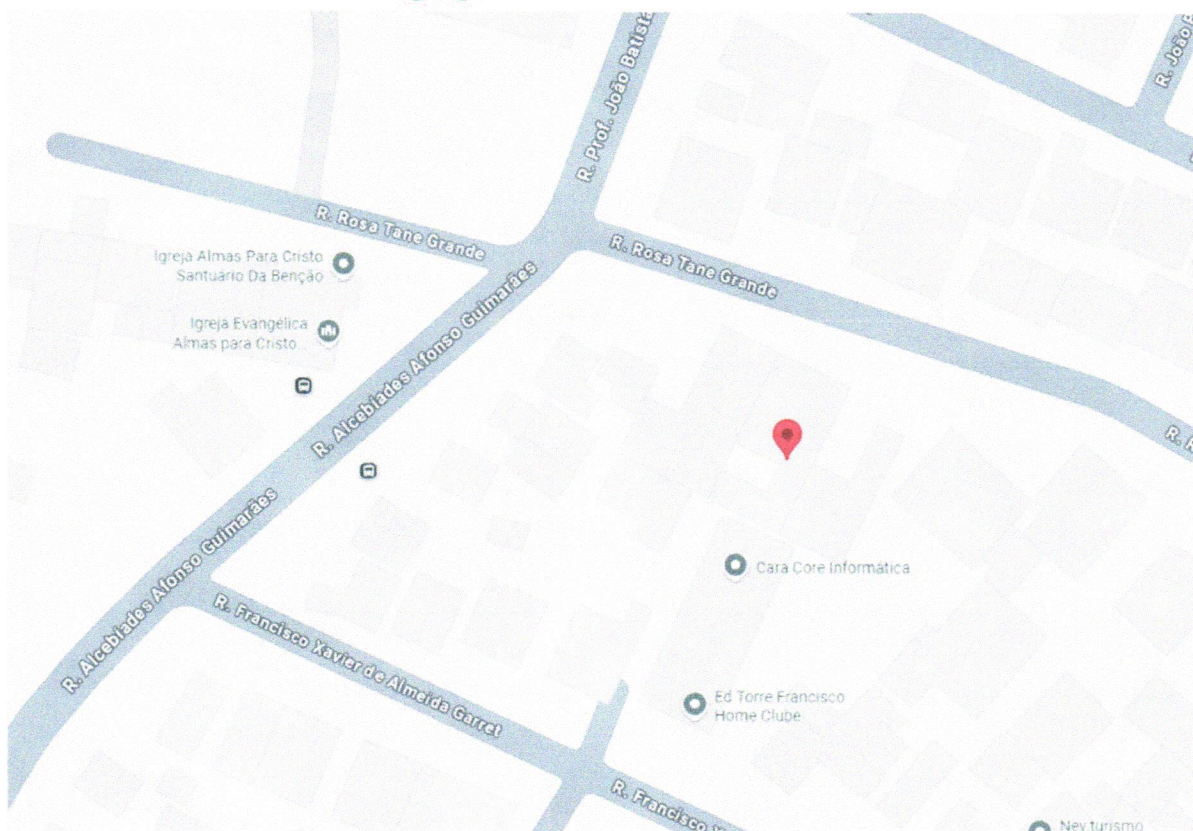 R. Prof. João Batista
R. João
R. Rosa Tane Grande
R. Rosa Tane Grande
Igreja Almas Para Cristo
Santuário Da Benção
Igreja Evangélica
Almas para Cristo...
R. Alcebíades Afonso Guimarães
R. Alcebíades Afonso Guimarães
R. Francisco Xavier de Almeida Garret
Cara Core Informática
Ed Torre Francisco
Home Clube
R. Francisco
Ney turismo